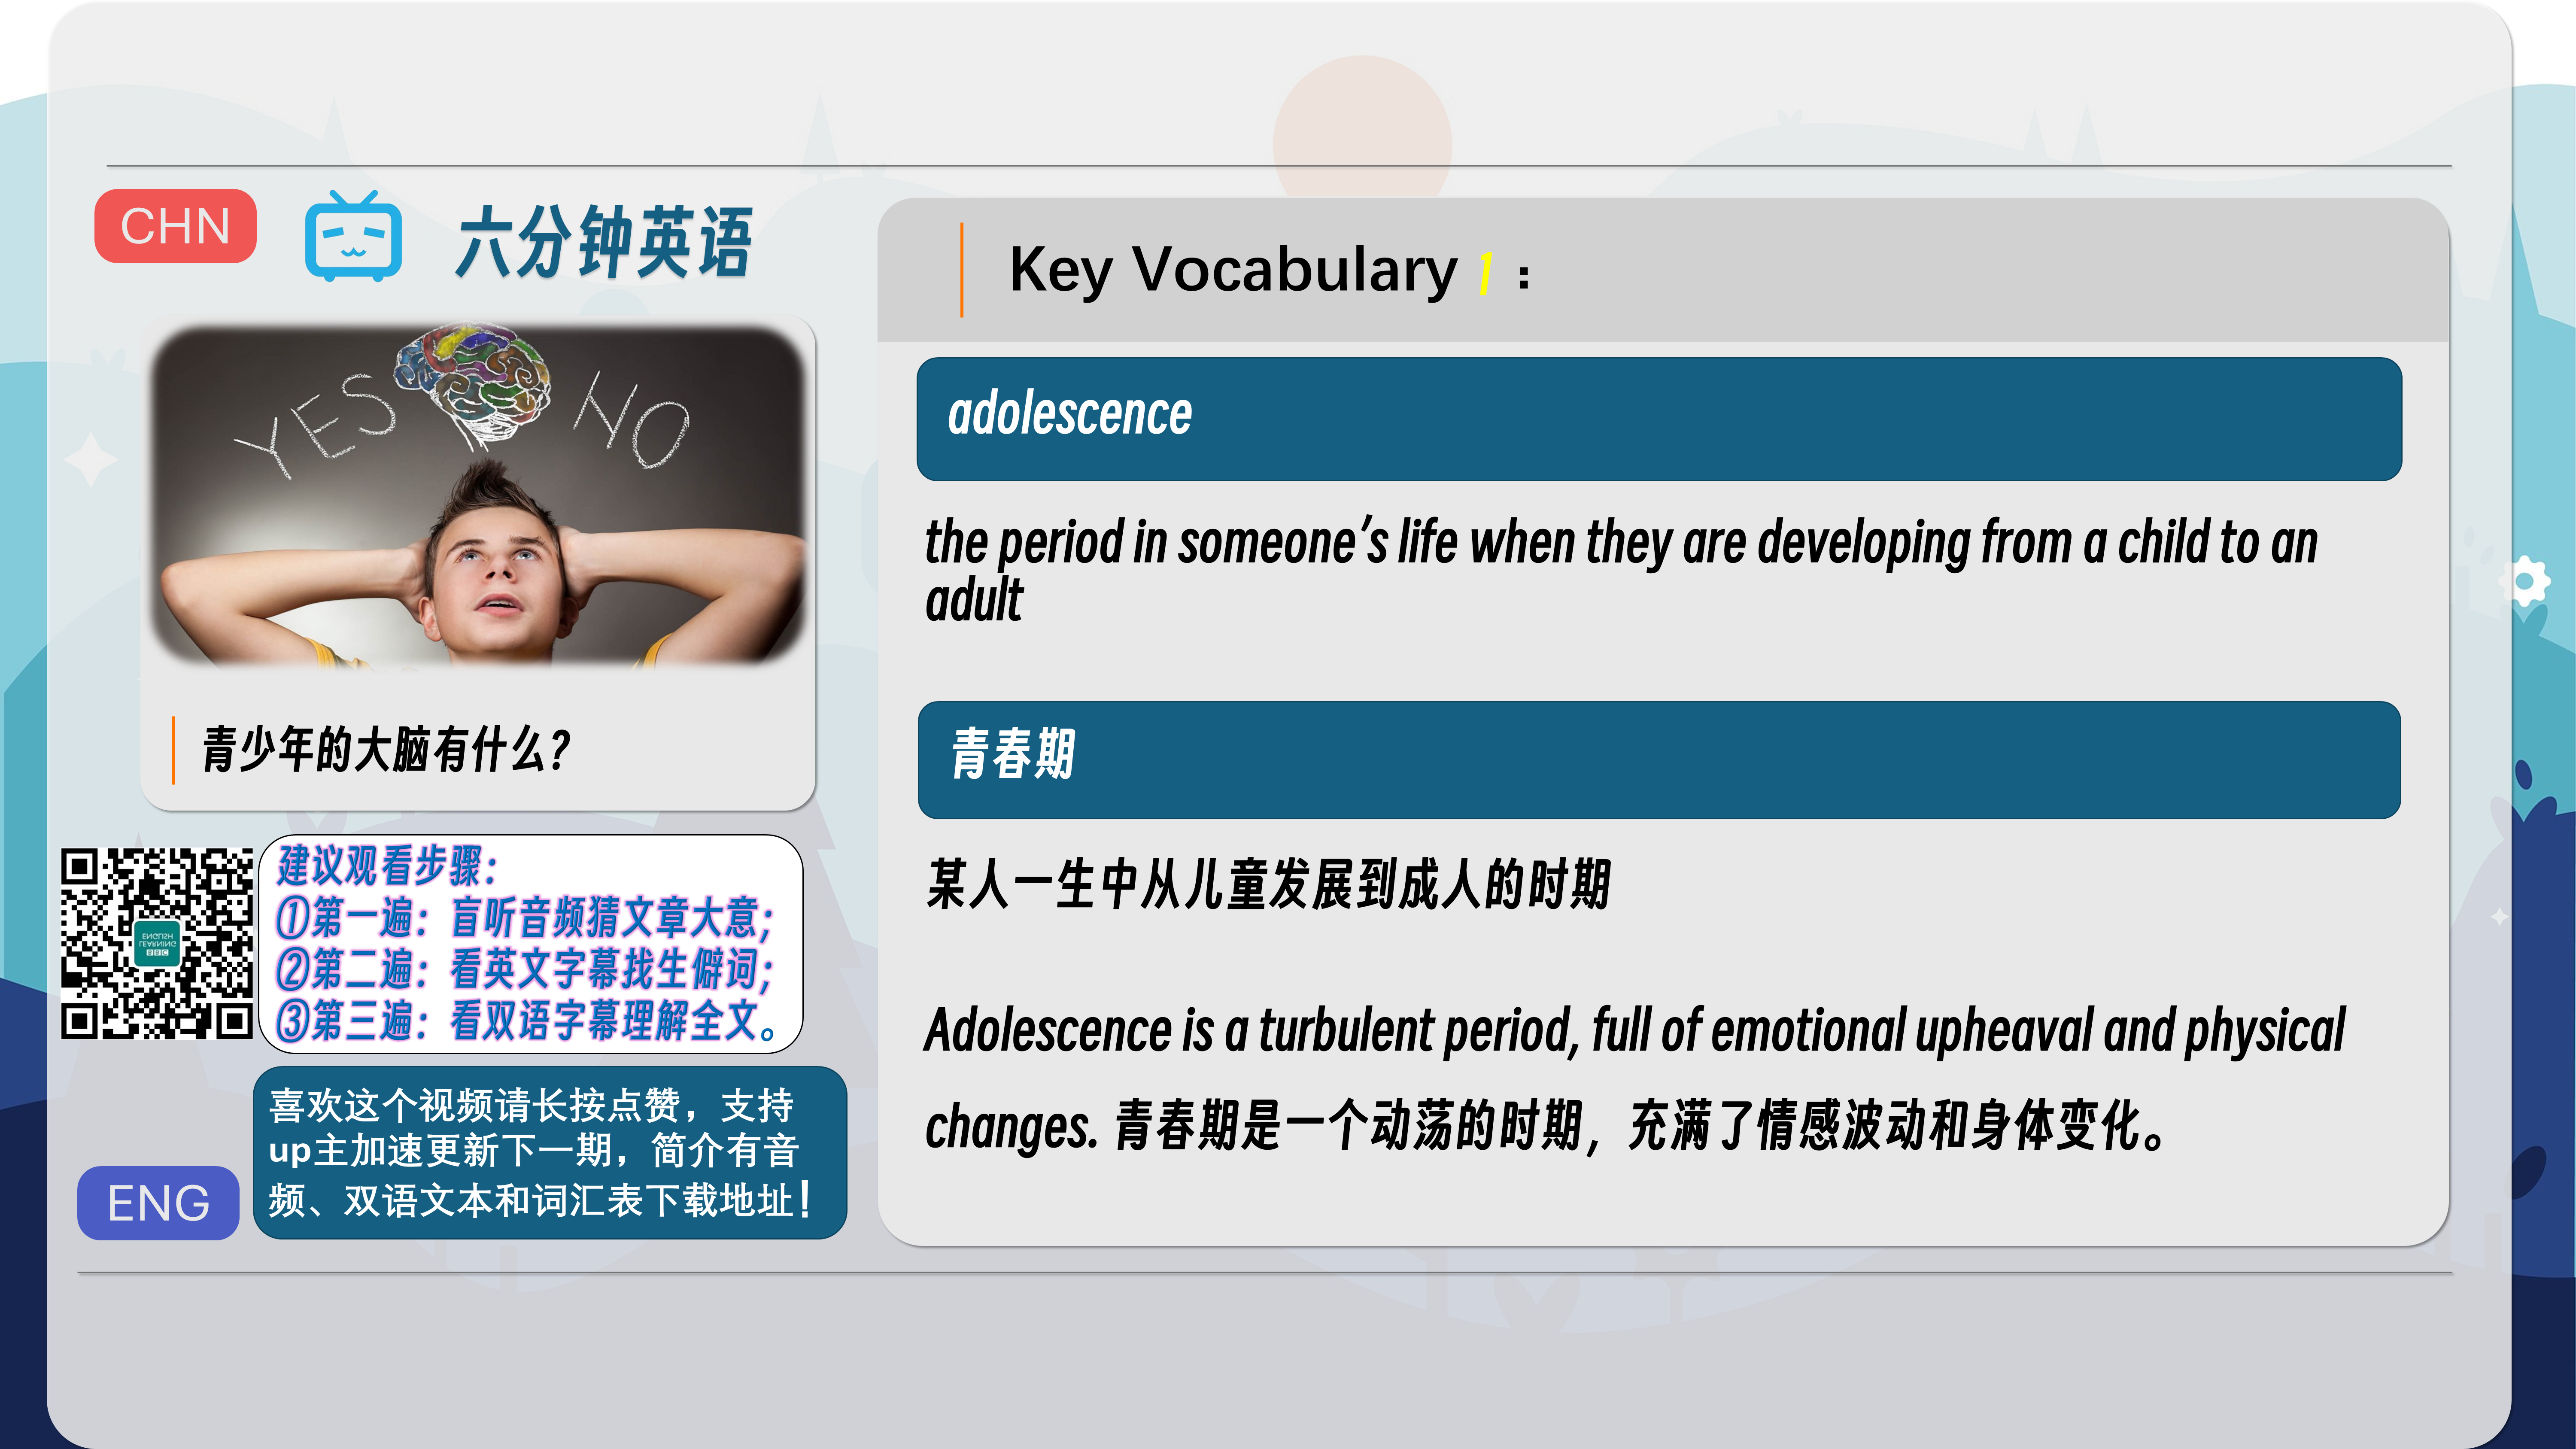 CHN
六分钟英语
YES
NO
青少年的大脑有什么？
ENGLISH
LEARNING
BBC
建议观看步骤：
①第一遍：盲听音频猜文章大意；
②第二遍：看英文字幕找生僻词；
③第三遍：看双语字幕理解全文。
喜欢这个视频请长按点赞，支持
up主加速更新下一期，简介有音
频、双语文本和词汇表下载地址！
ENG
Key Vocabulary 1：
adolescence
the period in someone’s life when they are developing from a child to an
adult
青春期
某人一生中从儿童发展到成人的时期
Adolescence is a turbulent period, full of emotional upheaval and physical
changes. 青春期是一个动荡的时期，充满了情感波动和身体变化。